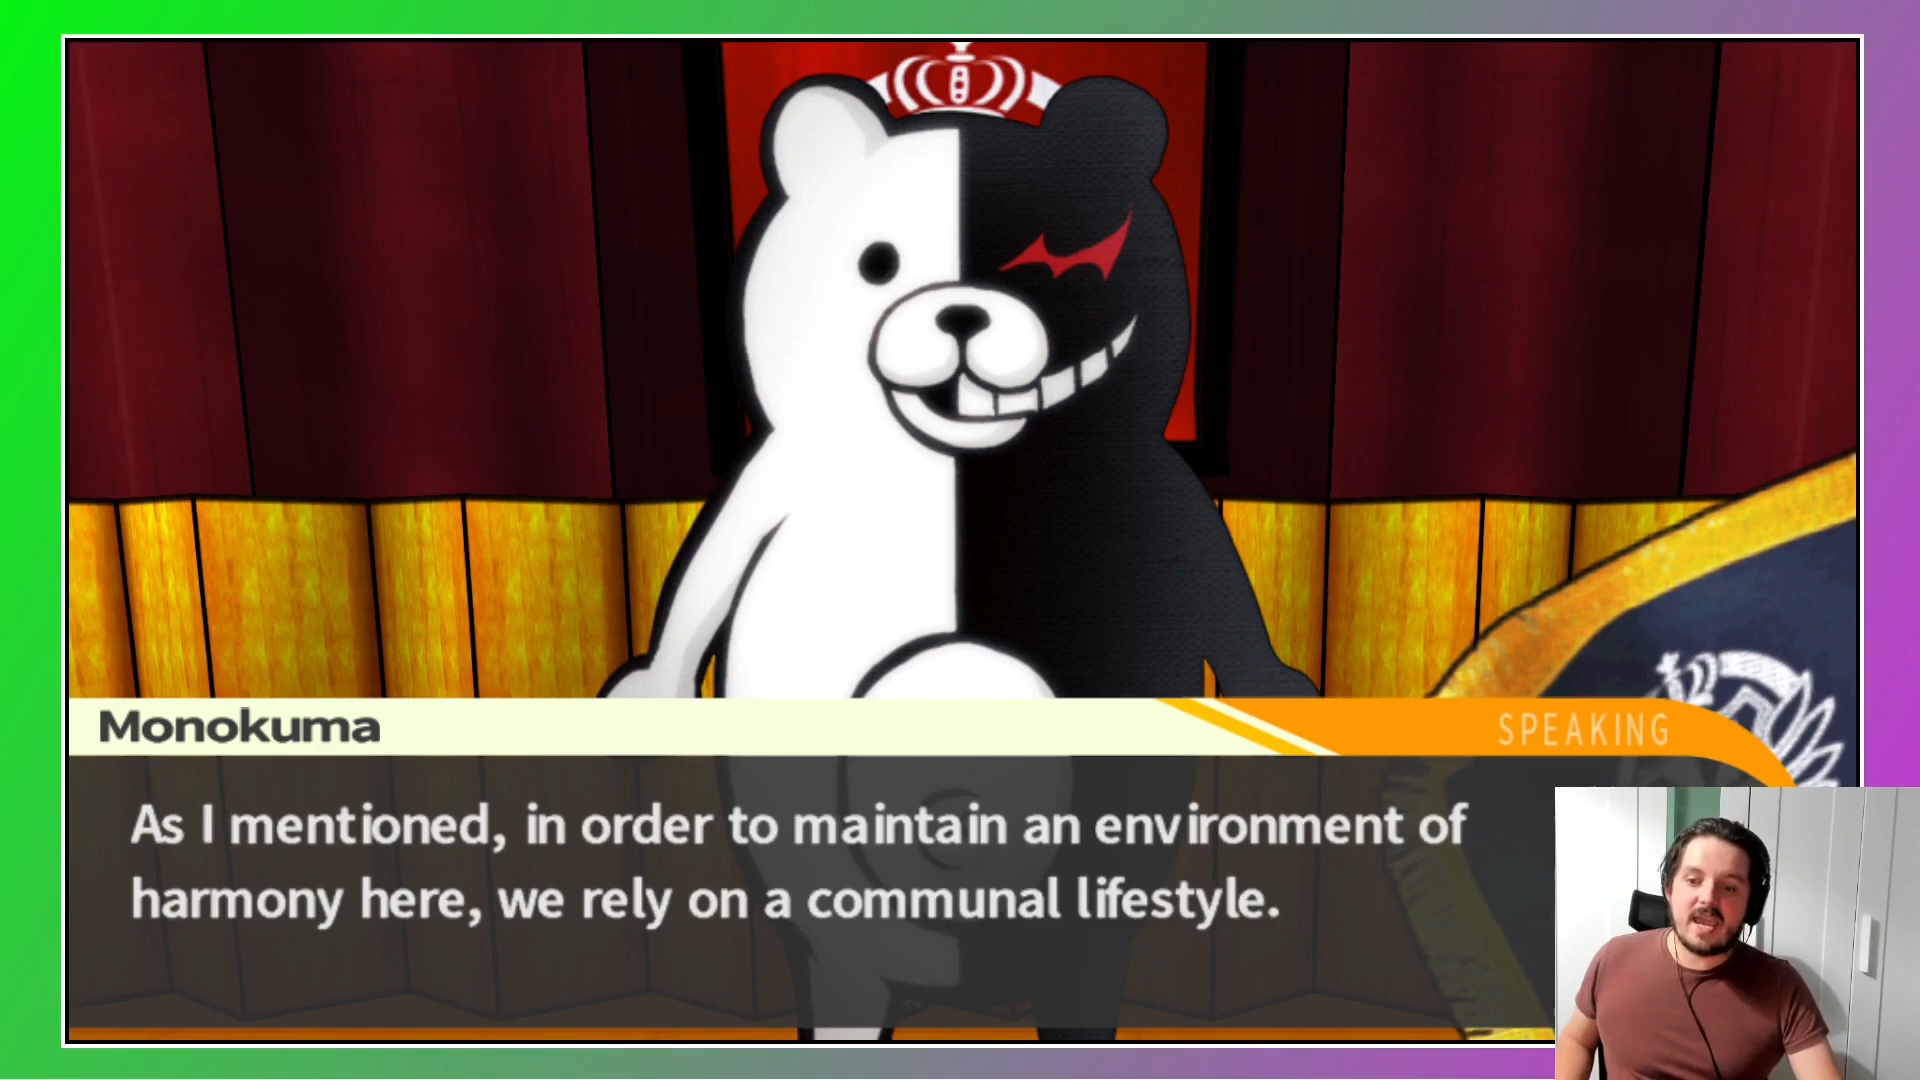 Monokuma
SPEAKING
As I mentioned, in order to maintain an environment of
harmony here, we rely on a communal lifestyle.